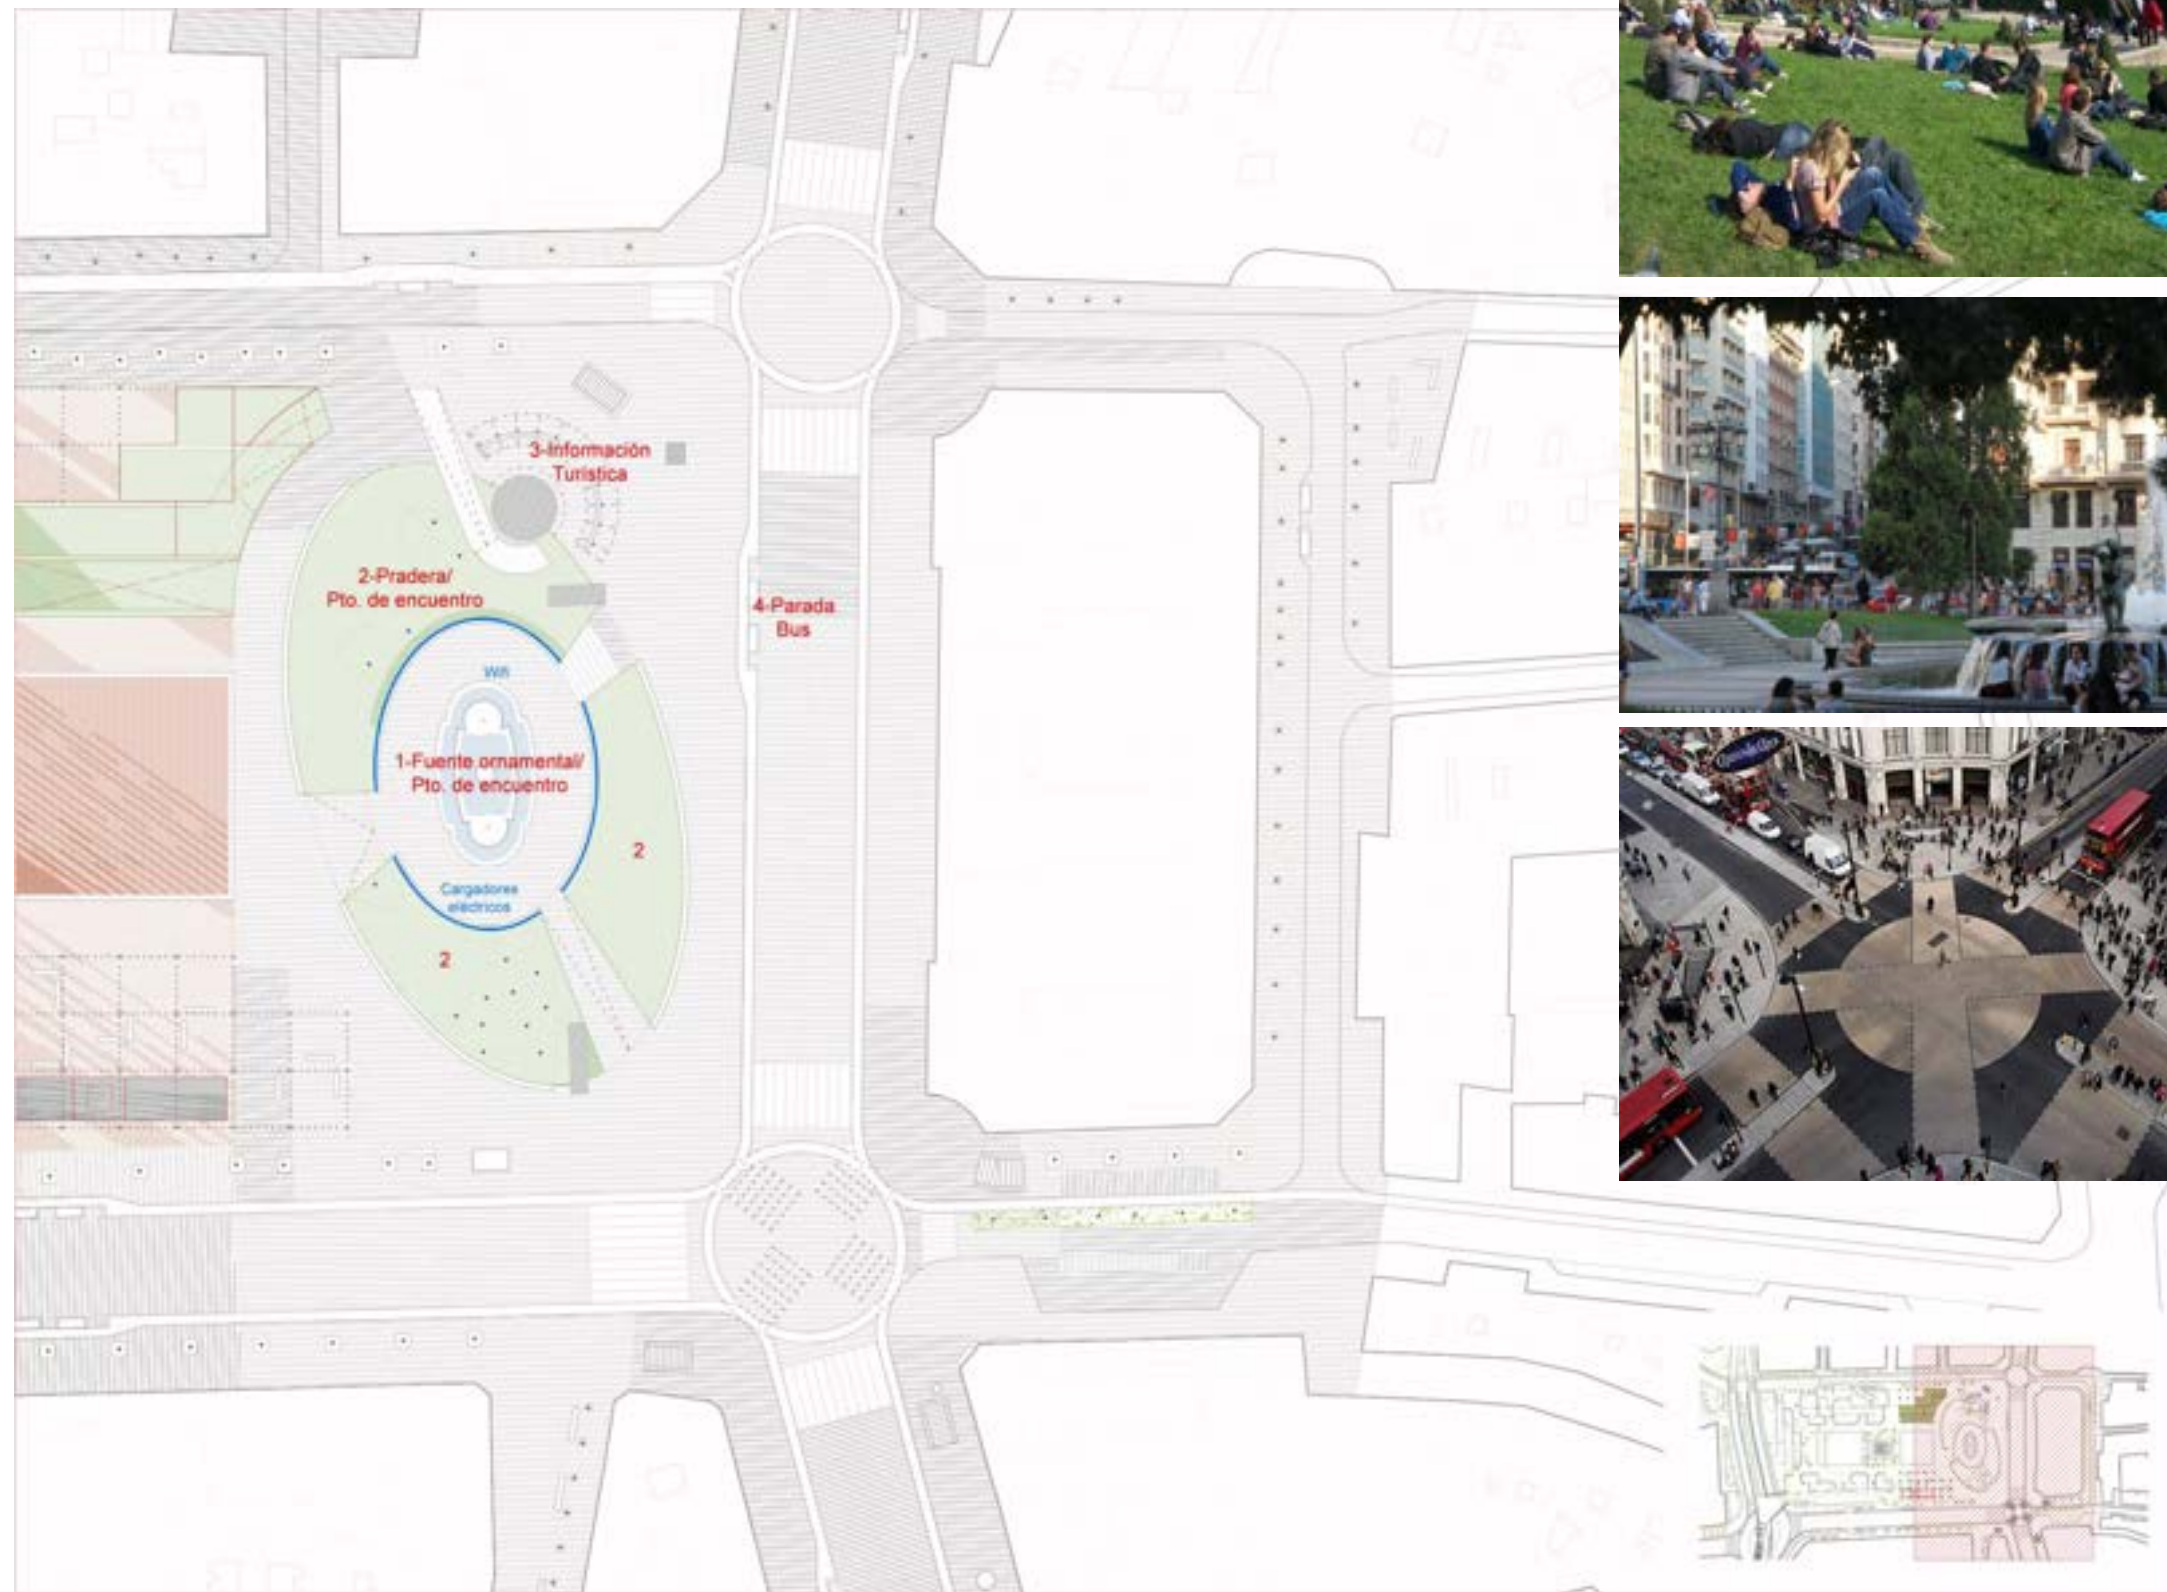 3-Información
Turística
2-Pradera/
Pto. de encuentro
4-Parada
Bus
Wifi
1-Fuente ornamental/
Pto. de encuentro
2
Cargadores
eléctricos
2